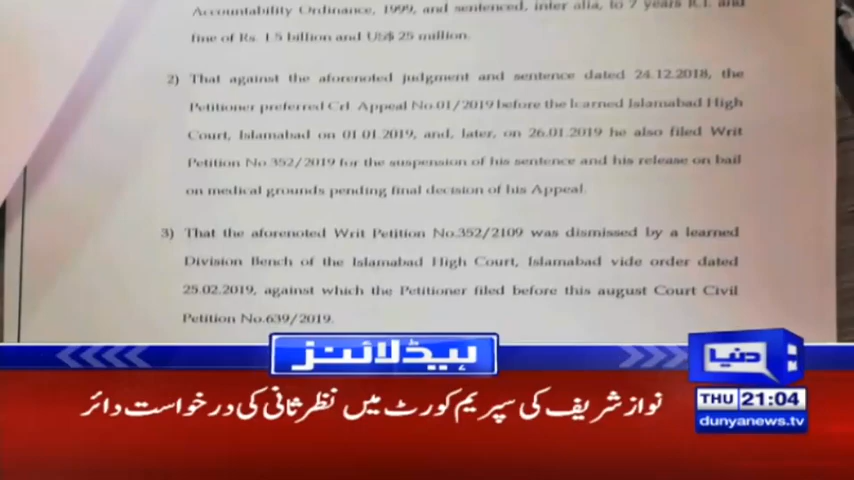 Accountability Ordinance, 1999, and sentenced, inter alia, to 7 years R.I. and
fine of Rs. 1.5 billion and US$ 25 million.
2) That against the aforenoted judgment and sentence dated 24.12.2018, the
Petitioner preferred Crl. Appeal No.01/2019 before the learned Islamabad High
Court, Islamabad on 01.01.2019, and, later, on 26.01.2019 he also filed Writ
Petition No.352/2019 for the suspension of his sentence and his release on bail
on medical grounds pending final decision of his Appeal.
3) That the aforenoted Writ Petition No.352/2109 was dismissed by a learned
Division Bench of the Islamabad High Court, Islamabad vide order dated
25.02.2019, against which the Petitioner filed before this august Court Civil
Petition No.639/2019.
ہیڈلائنز
دنیا
نواز شریف کی سپریم کورٹ میں نظر ثانی کی درخواست دائر
THU 21:04
dunyanews.tv